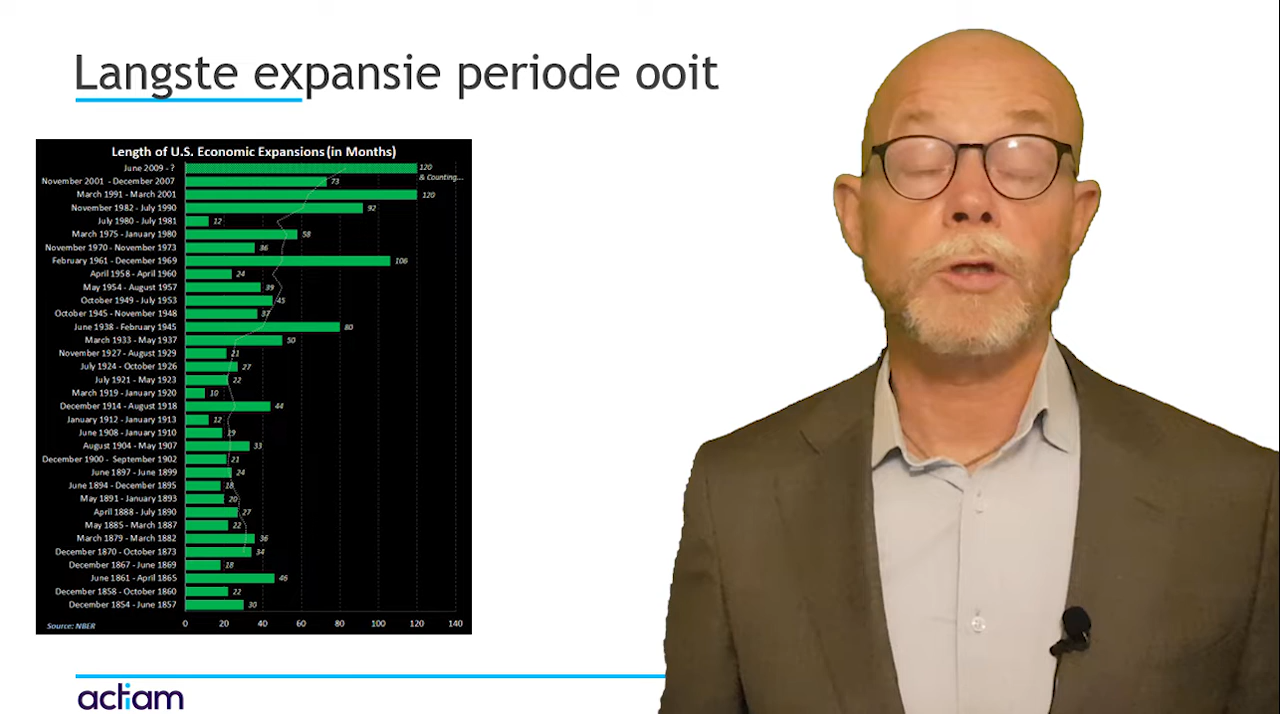 Langste expansie periode ooit
Length of U.S. Economic Expansions (in Months)
June 2009 - ? 120
& Counting...
November 2001 - December 2007 73
March 1991 - March 2001 120
November 1982 - July 1990 92
July 1980 - July 1981 12
March 1975 - January 1980 58
November 1970 - November 1973 36
February 1961 - December 1969 106
April 1958 - April 1960 24
May 1954 - August 1957 39
October 1949 - July 1953 45
October 1945 - November 1948 37
June 1938 - February 1945 80
March 1933 - May 1937 50
November 1927 - August 1929 21
July 1924 - October 1926 27
July 1921 - May 1923 22
March 1919 - January 1920 10
December 1914 - August 1918 44
January 1912 - January 1913 12
June 1908 - January 1910 19
August 1904 - May 1907 33
December 1900 - September 1902 21
June 1897 - June 1899 24
June 1894 - December 1895 18
May 1891 - January 1893 20
April 1888 - July 1890 27
May 1885 - March 1887 22
March 1879 - March 1882 36
December 1870 - October 1873 34
December 1867 - June 1869 18
June 1861 - April 1865 46
December 1858 - October 1860 22
December 1854 - June 1857 30
0 20 40 60 80 100 120 140
Source: NBER
actiam